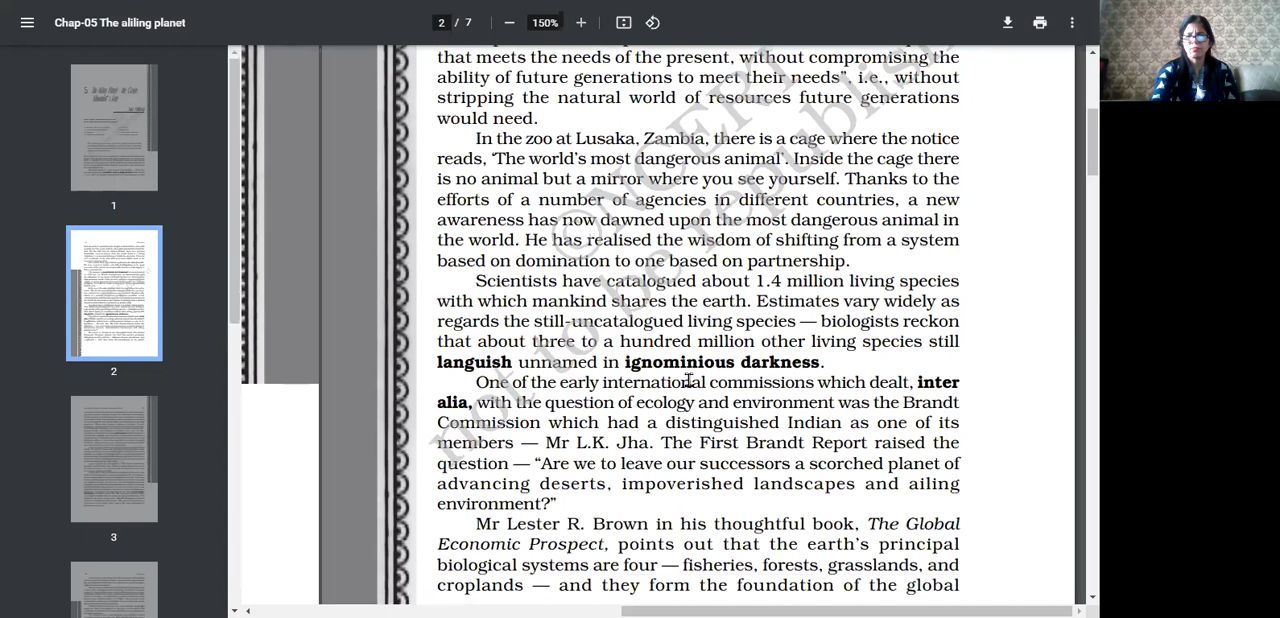 Chap-05 The aliling planet
2 / 7
150%
that meets the needs of the present, without compromising the
ability of future generations to meet their needs”, i.e., without
stripping the natural world of resources future generations
would need.
In the zoo at Lusaka, Zambia, there is a cage where the notice
reads, ‘The world’s most dangerous animal’. Inside the cage there
is no animal but a mirror where you see yourself. Thanks to the
efforts of a number of agencies in different countries, a new
awareness has now dawned upon the most dangerous animal in
the world. He has realised the wisdom of shifting from a system
based on domination to one based on partnership.
Scientists have catalogued about 1.4 million living species
with which mankind shares the earth. Estimates vary widely as
regards the still-uncatalogued living species — biologists reckon
that about three to a hundred million other living species still
languish unnamed in ignominious darkness.
One of the early international commissions which dealt, inter
alia, with the question of ecology and environment was the Brandt
Commission which had a distinguished Indian as one of its
members — Mr L.K. Jha. The First Brandt Report raised the
question — “Are we to leave our successors a scorched planet of
advancing deserts, impoverished landscapes and ailing
environment?”
Mr Lester R. Brown in his thoughtful book, The Global
Economic Prospect, points out that the earth’s principal
biological systems are four — fisheries, forests, grasslands, and
croplands — and they form the foundation of the global
not to be republished
1
2
3